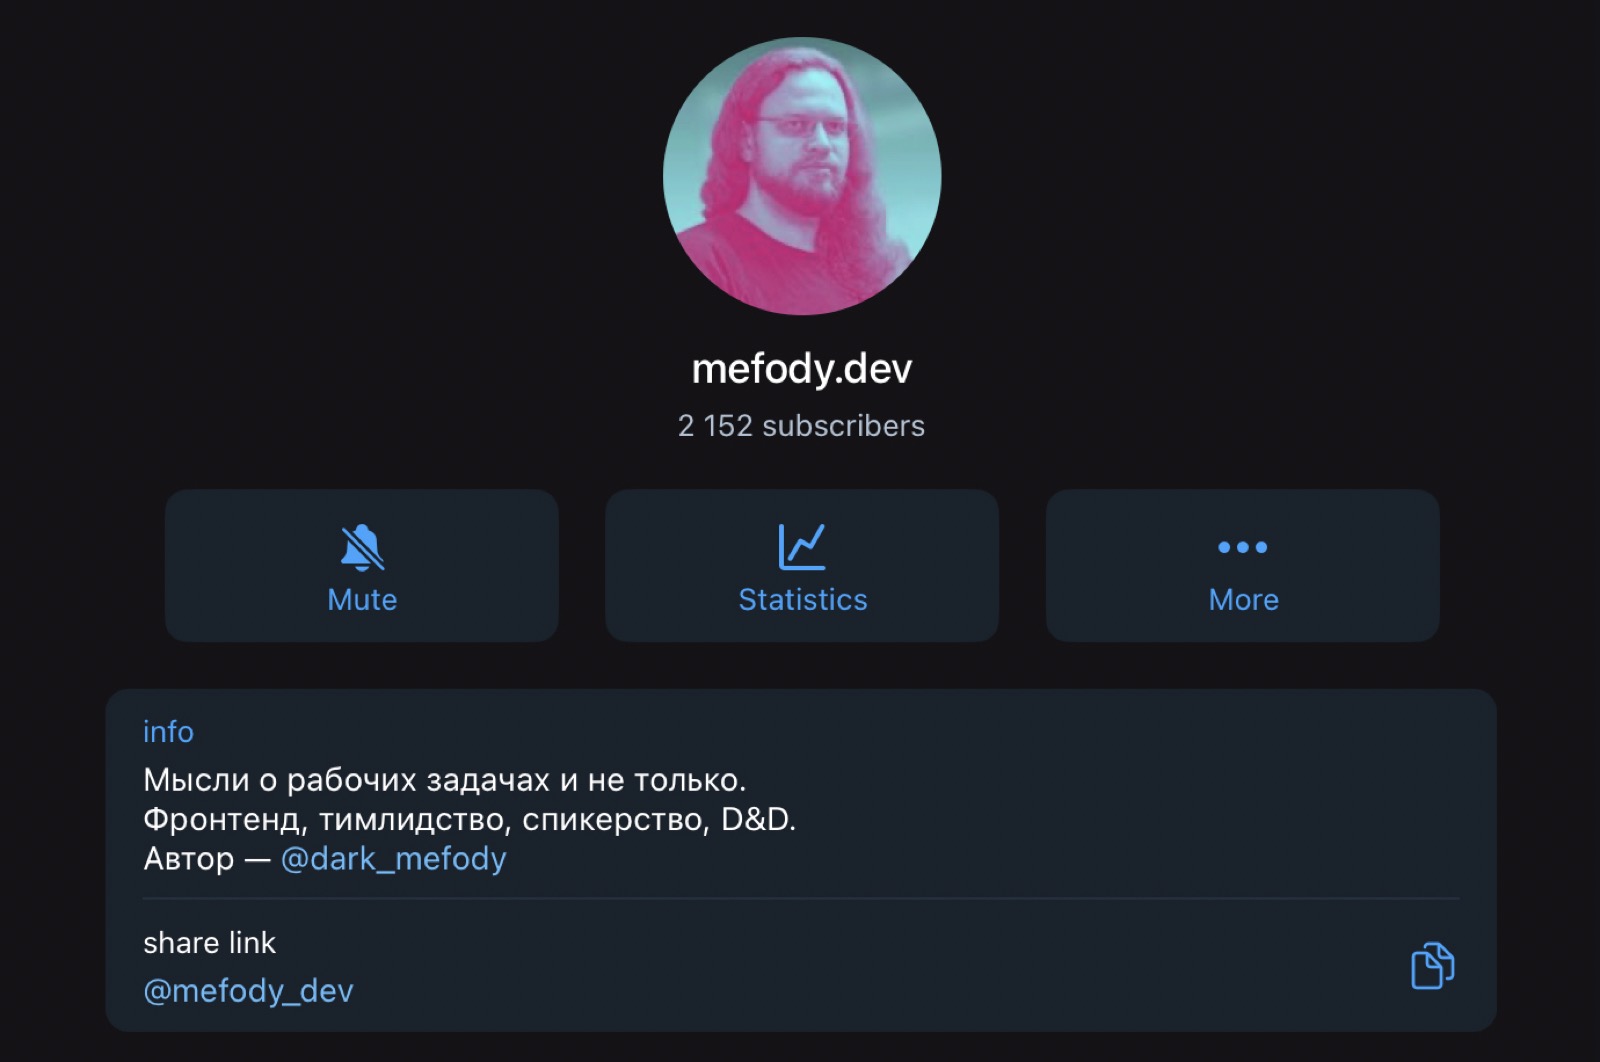 mefody.dev
2 152 subscribers
Mute
Statistics
More
info
Мысли о рабочих задачах и не только.
Фронтенд, тимлидство, спикерство, D&D.
Автор — @dark_mefody
share link
@mefody_dev